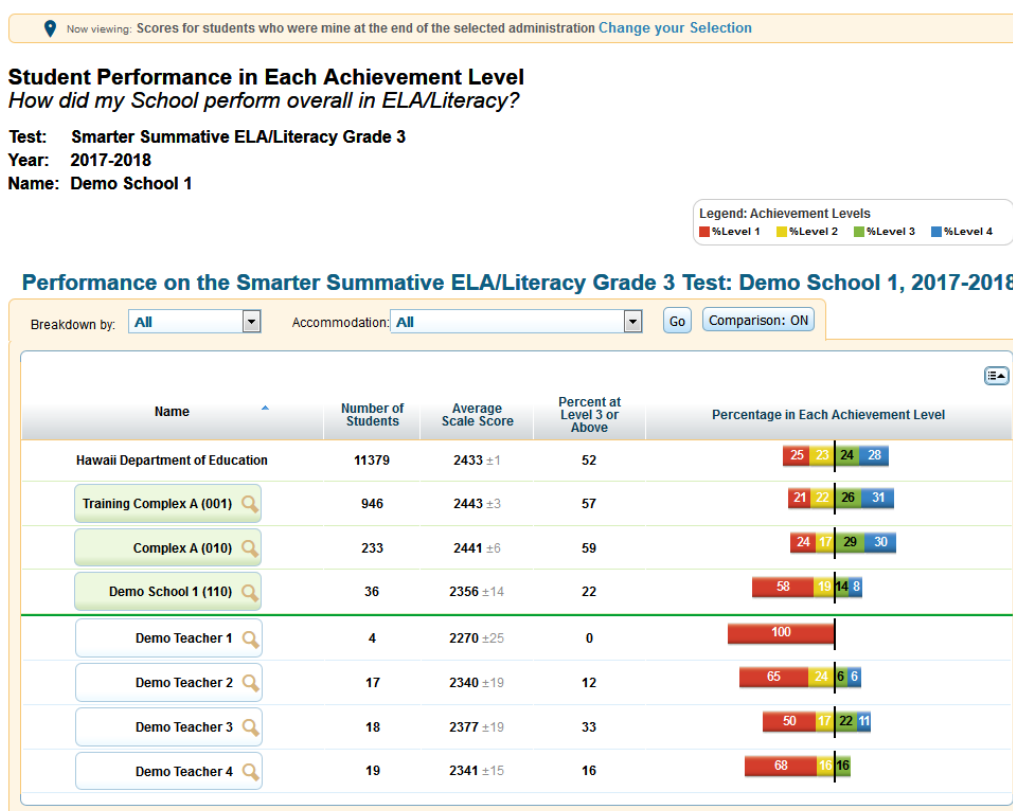 Now viewing: Scores for students who were mine at the end of the selected administration Change your Selection
Student Performance in Each Achievement Level
How did my School perform overall in ELA/Literacy?
Test: Smarter Summative ELA/Literacy Grade 3
Year: 2017-2018
Name: Demo School 1
Legend: Achievement Levels
%Level 1 %Level 2 %Level 3 %Level 4
Performance on the Smarter Summative ELA/Literacy Grade 3 Test: Demo School 1, 2017-2018
Breakdown by: All Accommodation: All Go Comparison: ON
Name Number of Students Average Scale Score Percent at Level 3 or Above Percentage in Each Achievement Level
Hawaii Department of Education 11379 2433 ±1 52 25 23 24 28
Training Complex A (001) 946 2443 ±3 57 21 22 26 31
Complex A (010) 233 2441 ±6 59 24 17 29 30
Demo School 1 (110) 36 2356 ±14 22 58 19 14 8
Demo Teacher 1 4 2270 ±25 0 100
Demo Teacher 2 17 2340 ±19 12 65 24 6 6
Demo Teacher 3 18 2377 ±19 33 50 17 22 11
Demo Teacher 4 19 2341 ±15 16 68 16 16